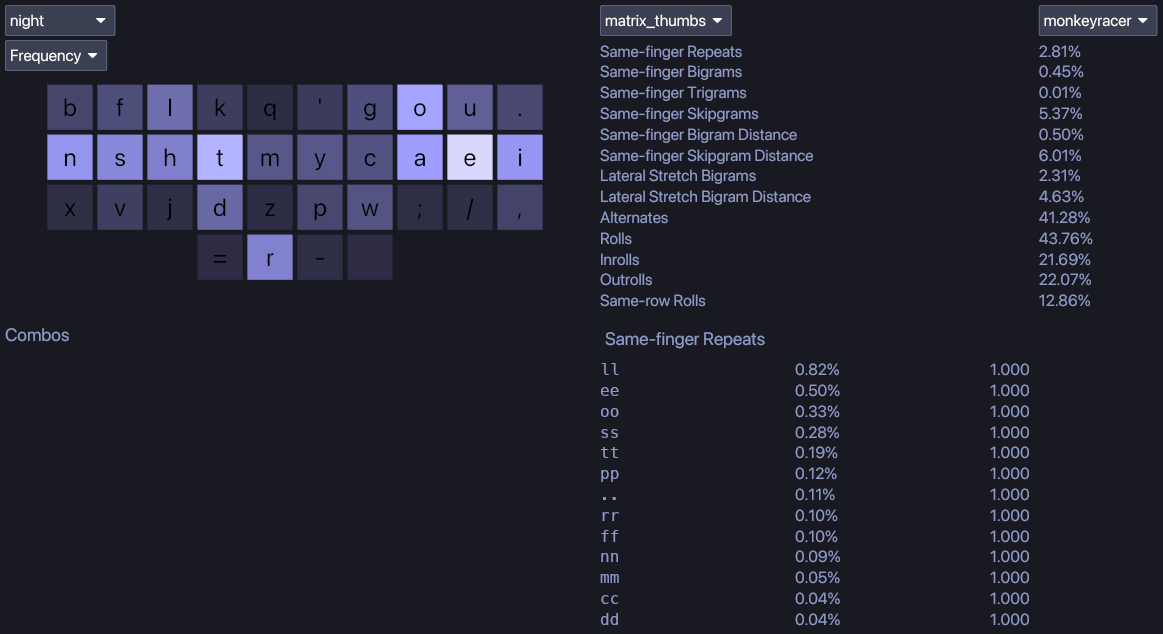 night
Frequency
b f l k q ' g o u .
n s h t m y c a e i
x v j d z p w ; / ,
= r -
Combos
matrix_thumbs monkeyracer
Same-finger Repeats 2.81%
Same-finger Bigrams 0.45%
Same-finger Trigrams 0.01%
Same-finger Skipgrams 5.37%
Same-finger Bigram Distance 0.50%
Same-finger Skipgram Distance 6.01%
Lateral Stretch Bigrams 2.31%
Lateral Stretch Bigram Distance 4.63%
Alternates 41.28%
Rolls 43.76%
Inrolls 21.69%
Outrolls 22.07%
Same-row Rolls 12.86%
Same-finger Repeats
ll 0.82% 1.000
ee 0.50% 1.000
oo 0.33% 1.000
ss 0.28% 1.000
tt 0.19% 1.000
pp 0.12% 1.000
.. 0.11% 1.000
rr 0.10% 1.000
ff 0.10% 1.000
nn 0.09% 1.000
mm 0.05% 1.000
cc 0.04% 1.000
dd 0.04% 1.000